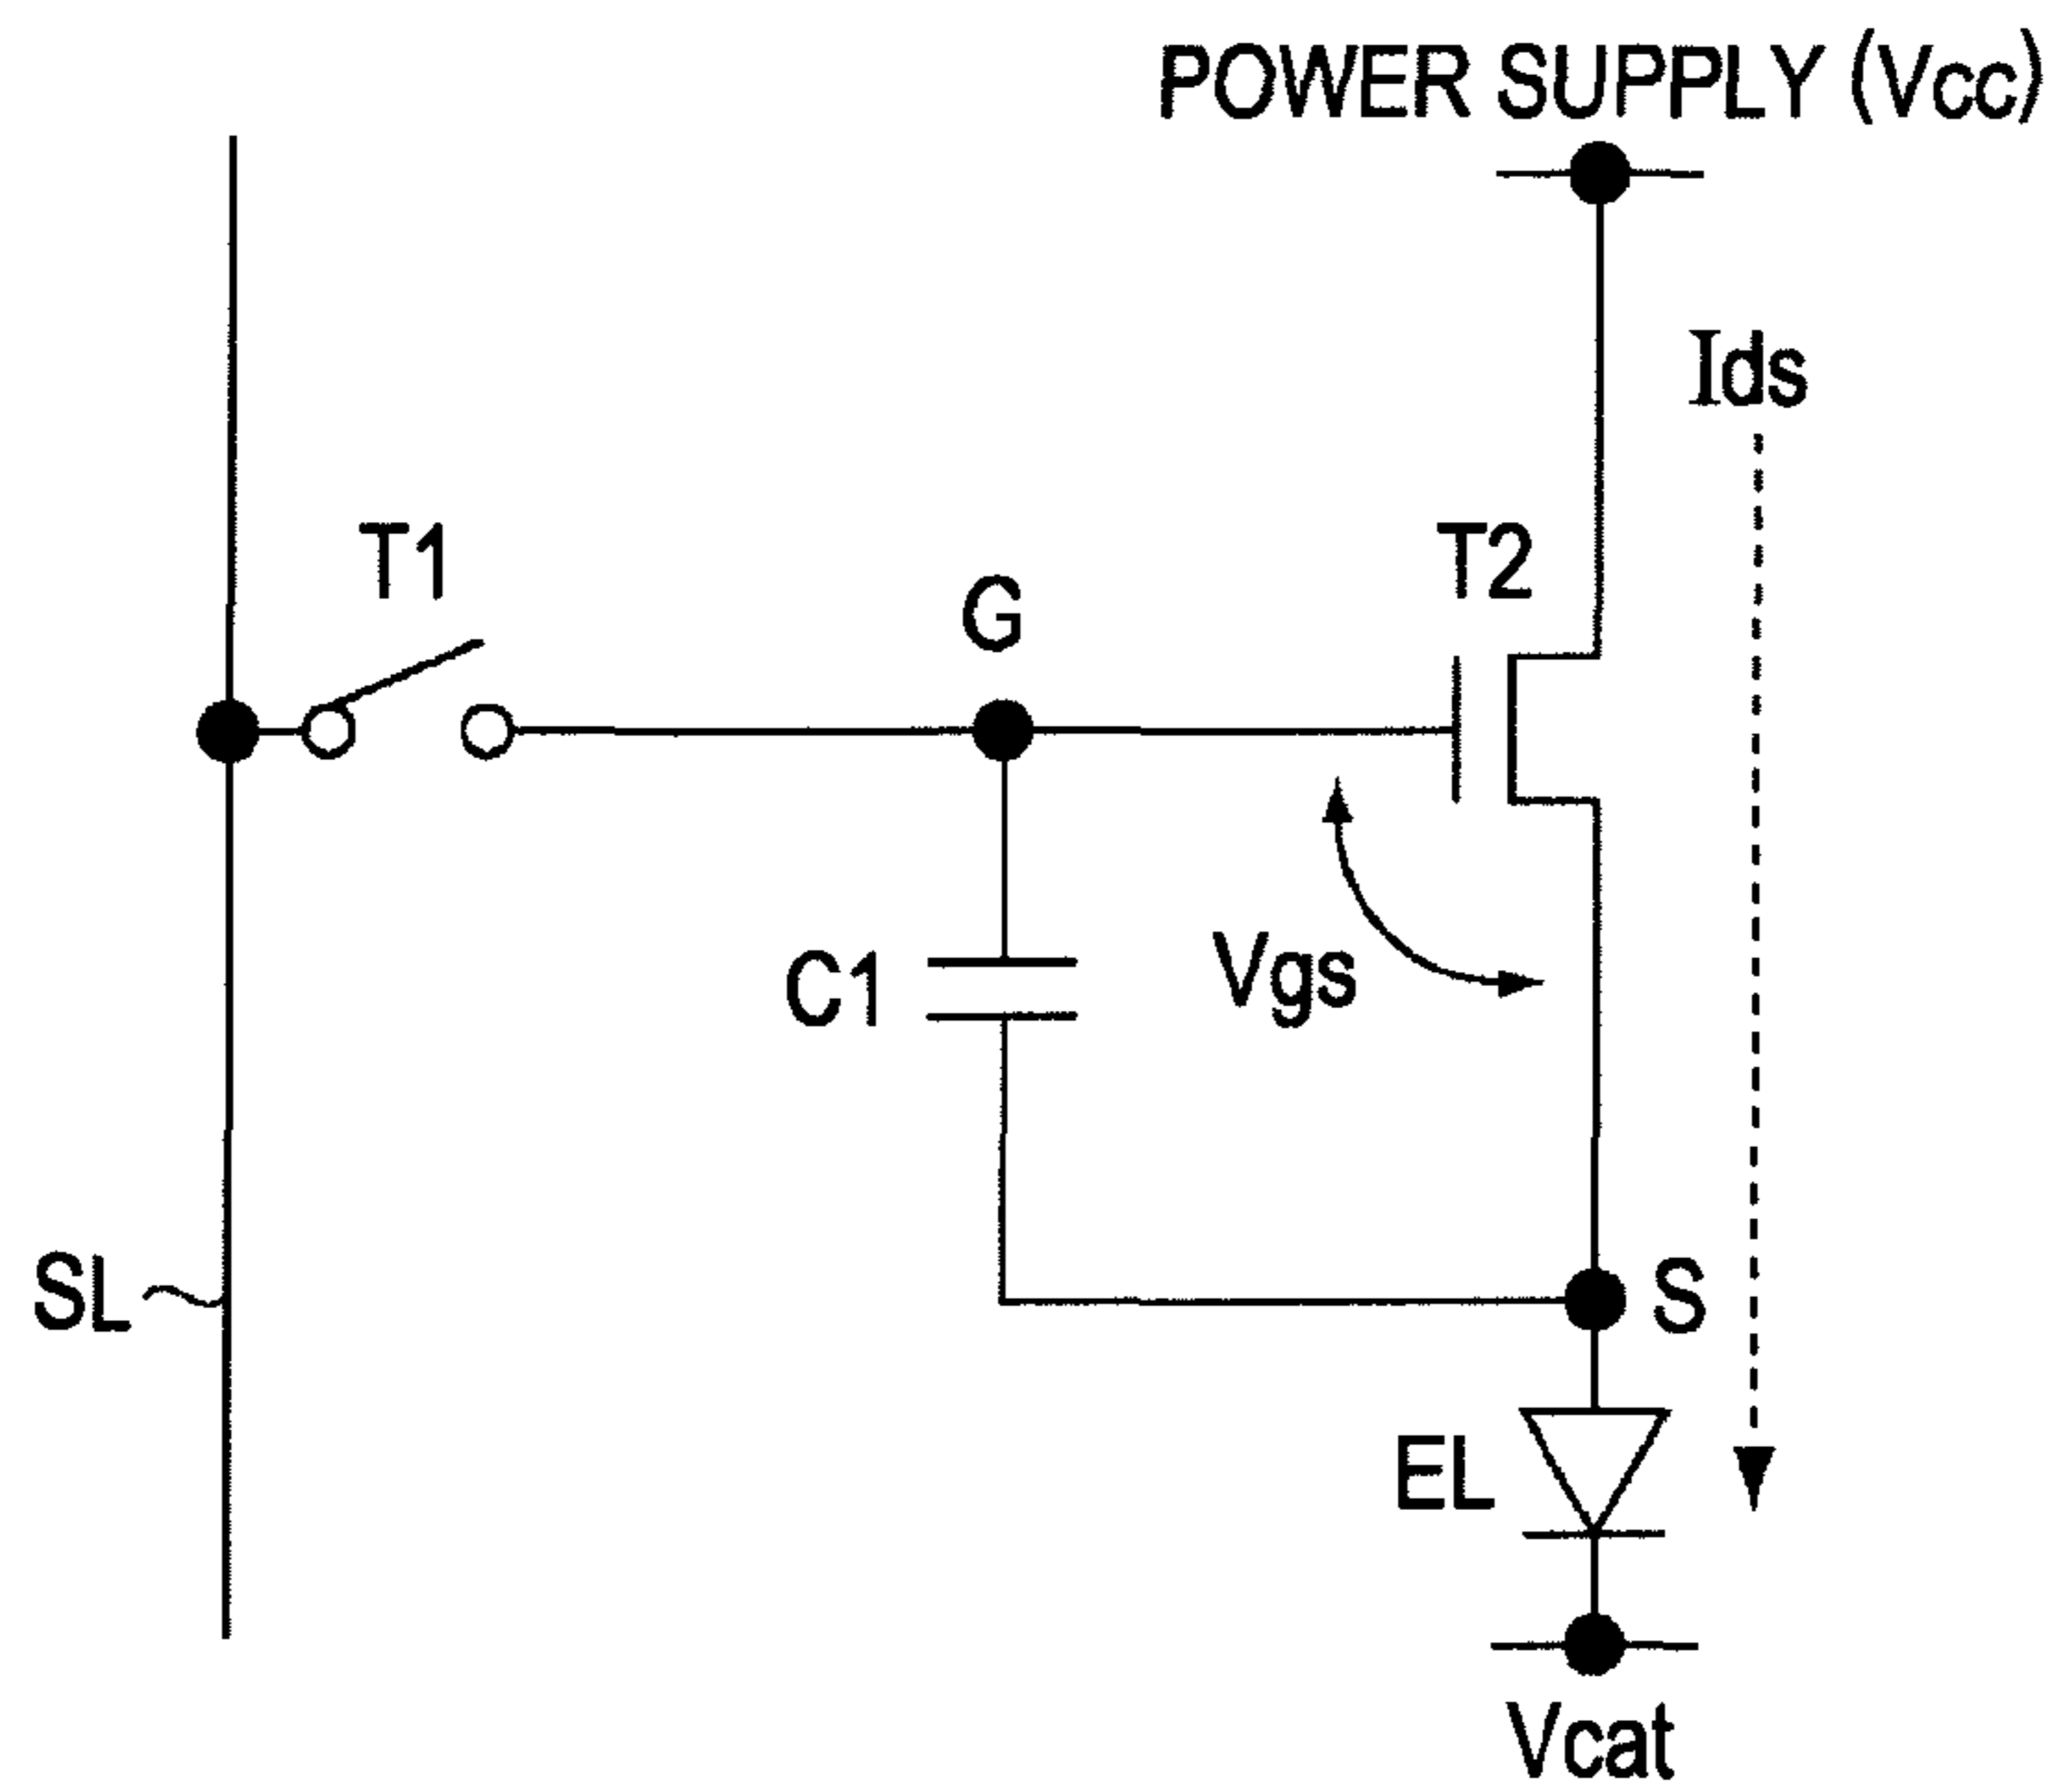 POWER SUPPLY (Vcc)
Ids
T1
T2
G
C1
Vgs
SL
S
EL
Vcat